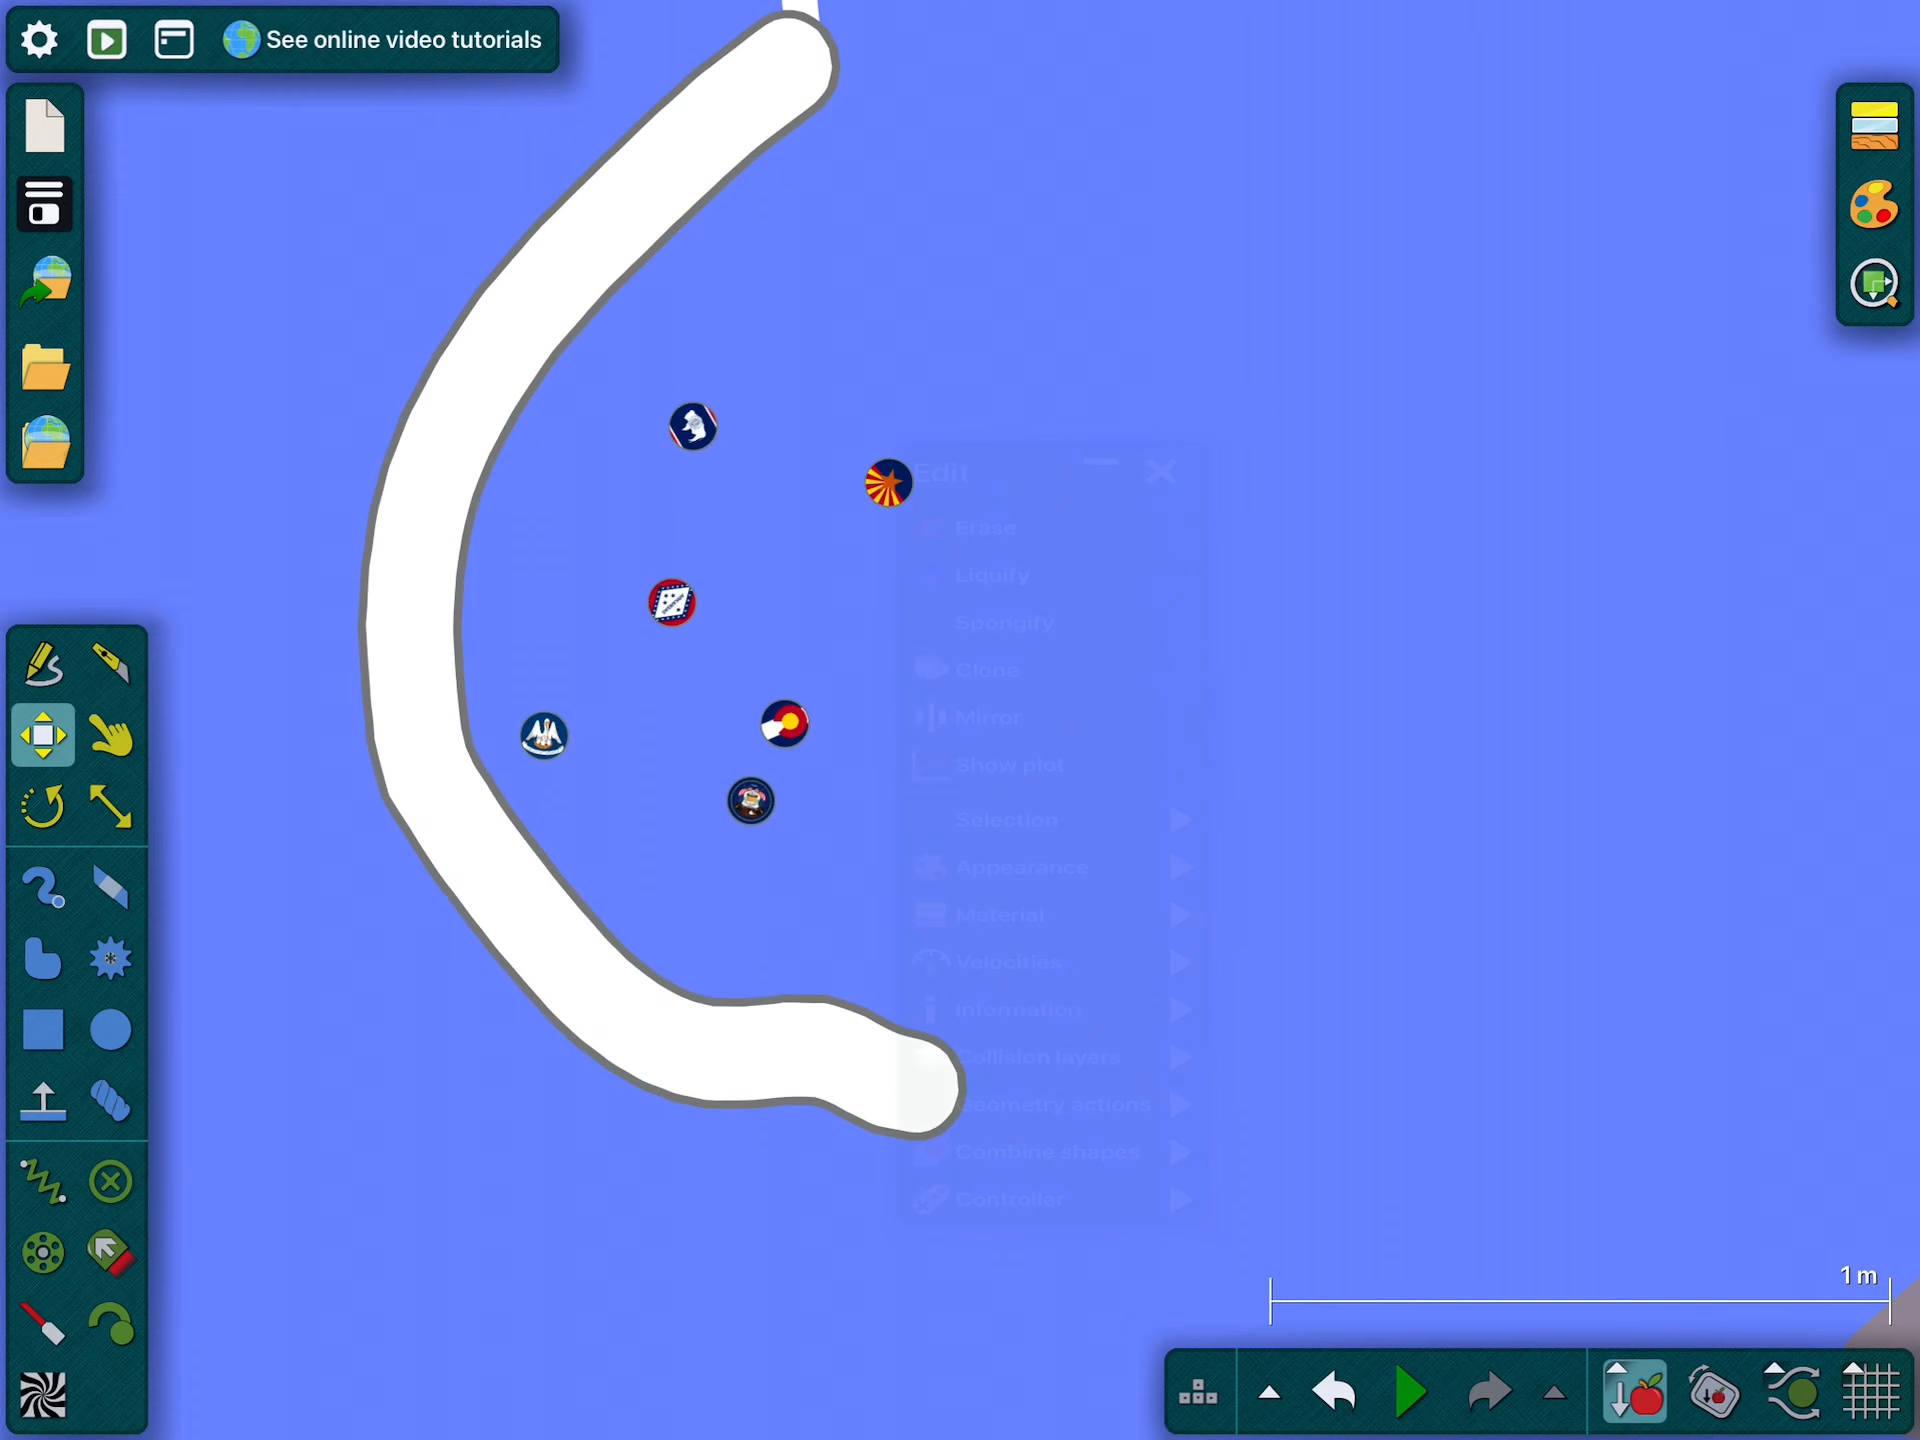 See online video tutorials
Edit
Erase
Liquify
Spongify
Clone
Mirror
Show plot
Selection
Appearance
Material
Velocities
Information
Collision layers
Geometry actions
Combine shapes
Controller
1 m